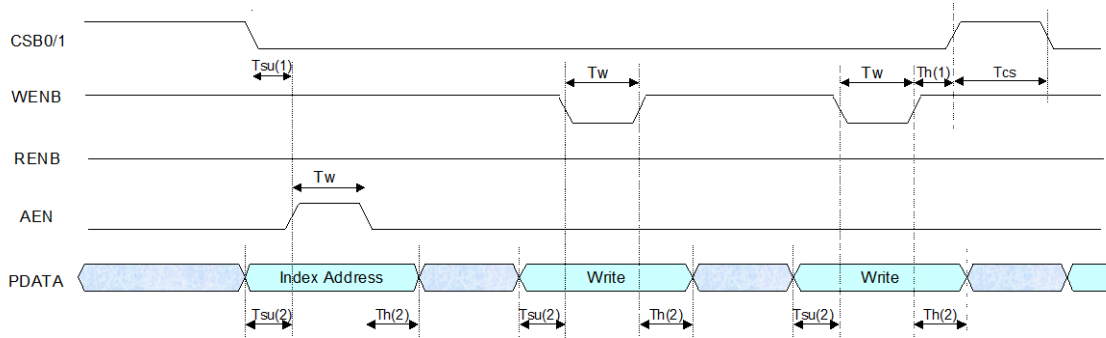 CSB0/1
Tsu(1)
Tw
Tw
Th(1)
Tcs
WENB
RENB
Tw
AEN
PDATA
Index Address
Write
Write
Tsu(2)
Th(2)
Tsu(2)
Th(2)
Tsu(2)
Th(2)